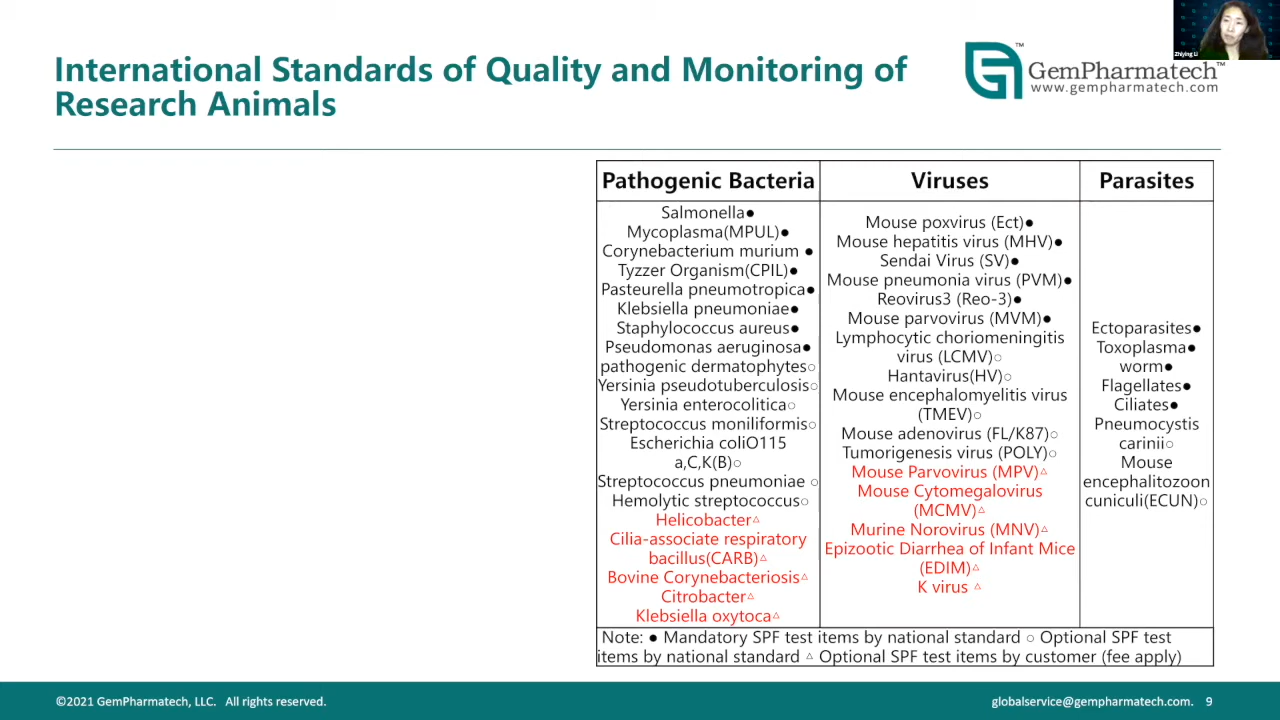 International Standards of Quality and Monitoring of
Research Animals
GemPharmatech™
www.gempharmatech.com
TM
Zhiying Li
Pathogenic Bacteria
Salmonella●
Mycoplasma(MPUL)●
Corynebacterium murium ●
Tyzzer Organism(CPIL)●
Pasteurella pneumotropica●
Klebsiella pneumoniae●
Staphylococcus aureus●
Pseudomonas aeruginosa●
pathogenic dermatophytes○
Yersinia pseudotuberculosis○
Yersinia enterocolitica○
Streptococcus moniliformis○
Escherichia coliO115
a,C,K(B)○
Streptococcus pneumoniae ○
Hemolytic streptococcus○
Helicobacter△
Cilia-associate respiratory
bacillus(CARB)△
Bovine Corynebacteriosis△
Citrobacter△
Klebsiella oxytoca△
Viruses
Mouse poxvirus (Ect)●
Mouse hepatitis virus (MHV)●
Sendai Virus (SV)●
Mouse pneumonia virus (PVM)●
Reovirus3 (Reo-3)●
Mouse parvovirus (MVM)●
Lymphocytic choriomeningitis
virus (LCMV)○
Hantavirus(HV)○
Mouse encephalomyelitis virus
(TMEV)○
Mouse adenovirus (FL/K87)○
Tumorigenesis virus (POLY)○
Mouse Parvovirus (MPV)△
Mouse Cytomegalovirus
(MCMV)△
Murine Norovirus (MNV)△
Epizootic Diarrhea of Infant Mice
(EDIM)△
K virus △
Parasites
Ectoparasites●
Toxoplasma●
worm●
Flagellates●
Ciliates●
Pneumocystis
carinii○
Mouse
encephalitozoon
cuniculi(ECUN)○
Note: ● Mandatory SPF test items by national standard ○ Optional SPF test
items by national standard △ Optional SPF test items by customer (fee apply)
©2021 GemPharmatech, LLC. All rights reserved.
globalservice@gempharmatech.com. 9